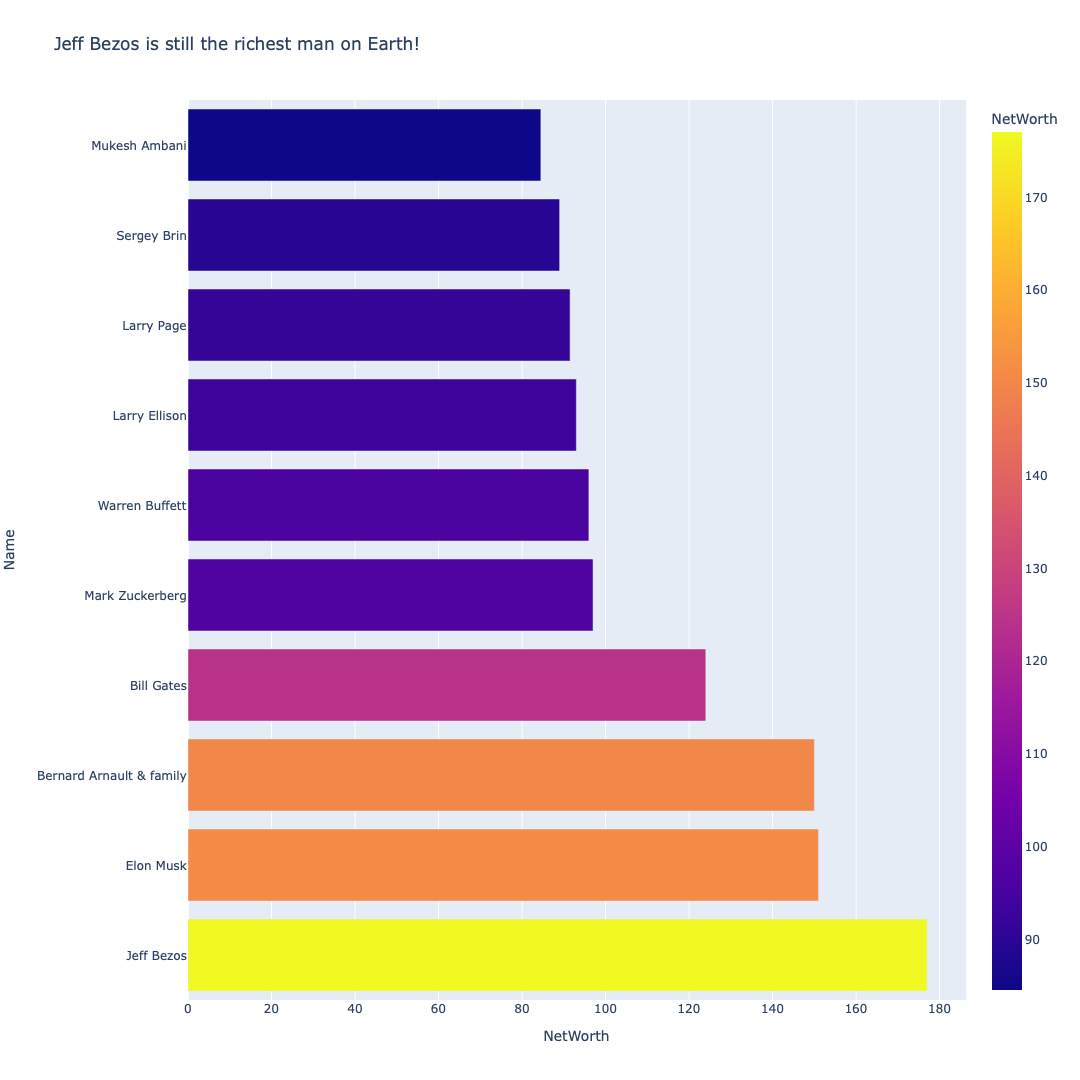 Jeff Bezos is still the richest man on Earth!
NetWorth
Mukesh Ambani
Sergey Brin
Larry Page
Larry Ellison
Warren Buffett
Mark Zuckerberg
Bill Gates
Bernard Arnault & family
Elon Musk
Jeff Bezos
Name
0 20 40 60 80 100 120 140 160 180
NetWorth
170
160
150
140
130
120
110
100
90